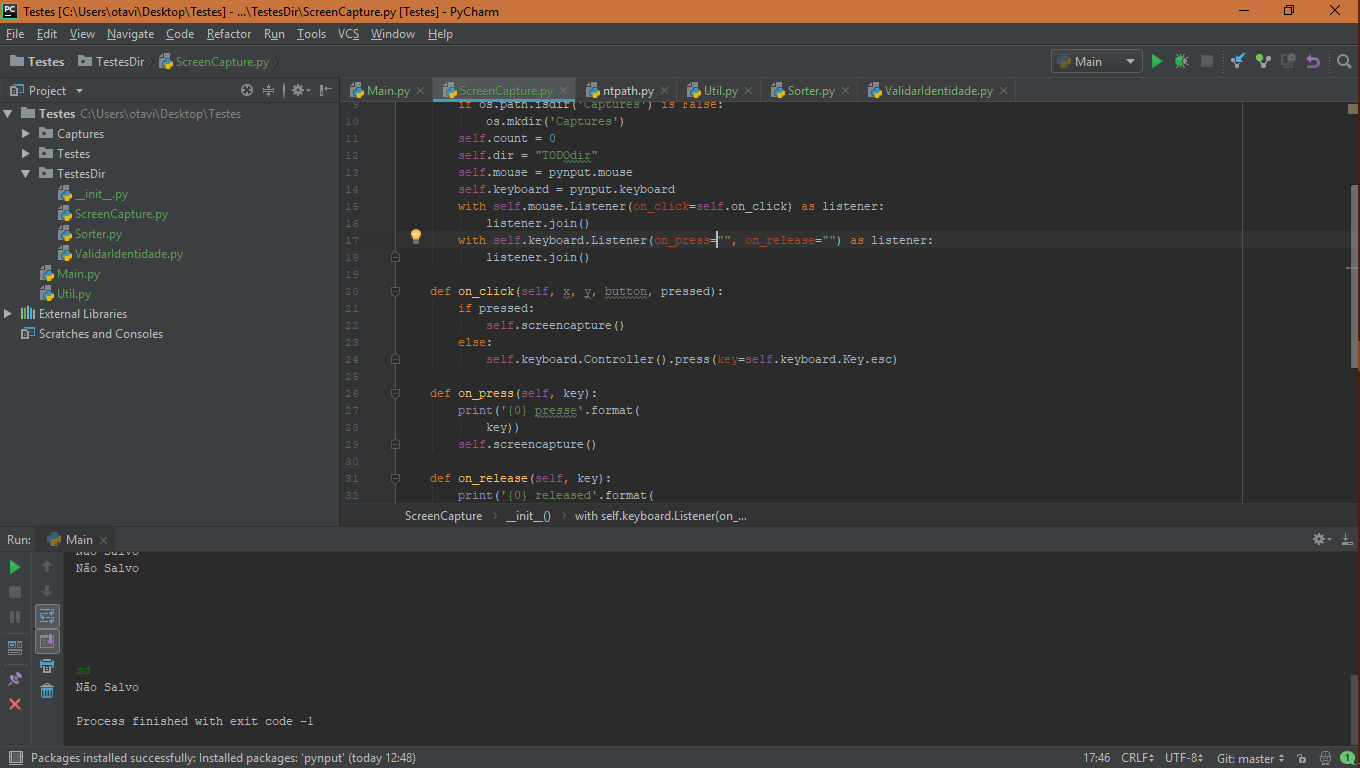 Testes [C:\Users\otavi\Desktop\Testes] - ...\TestesDir\ScreenCapture.py [Testes] - PyCharm
File Edit View Navigate Code Refactor Run Tools VCS Window Help
Testes TestesDir ScreenCapture.py Main
Project
Main.py ScreenCapture.py ntpath.py Util.py Sorter.py ValidarIdentidade.py
Testes C:\Users\otavi\Desktop\Testes
Captures
Testes
TestesDir
__init__.py
ScreenCapture.py
Sorter.py
ValidarIdentidade.py
Main.py
Util.py
External Libraries
Scratches and Consoles
9 if os.path.isdir('Captures') is False:
10 os.mkdir('Captures')
11 self.count = 0
12 self.dir = "TODOdir"
13 self.mouse = pynput.mouse
14 self.keyboard = pynput.keyboard
15 with self.mouse.Listener(on_click=self.on_click) as listener:
16 listener.join()
17 with self.keyboard.Listener(on_press="", on_release="") as listener:
18 listener.join()
19
20 def on_click(self, x, y, button, pressed):
21 if pressed:
22 self.screencapture()
23 else:
24 self.keyboard.Controller().press(key=self.keyboard.Key.esc)
25
26 def on_press(self, key):
27 print('{0} presse'.format(
28 key))
29 self.screencapture()
30
31 def on_release(self, key):
32 print('{0} released'.format(
ScreenCapture __init__() with self.keyboard.Listener(on_...
Run: Main
Não Salvo
Não Salvo
sd
Não Salvo
Process finished with exit code -1
Packages installed successfully: Installed packages: 'pynput' (today 12:48) 17:46 CRLF UTF-8 Git: master 1